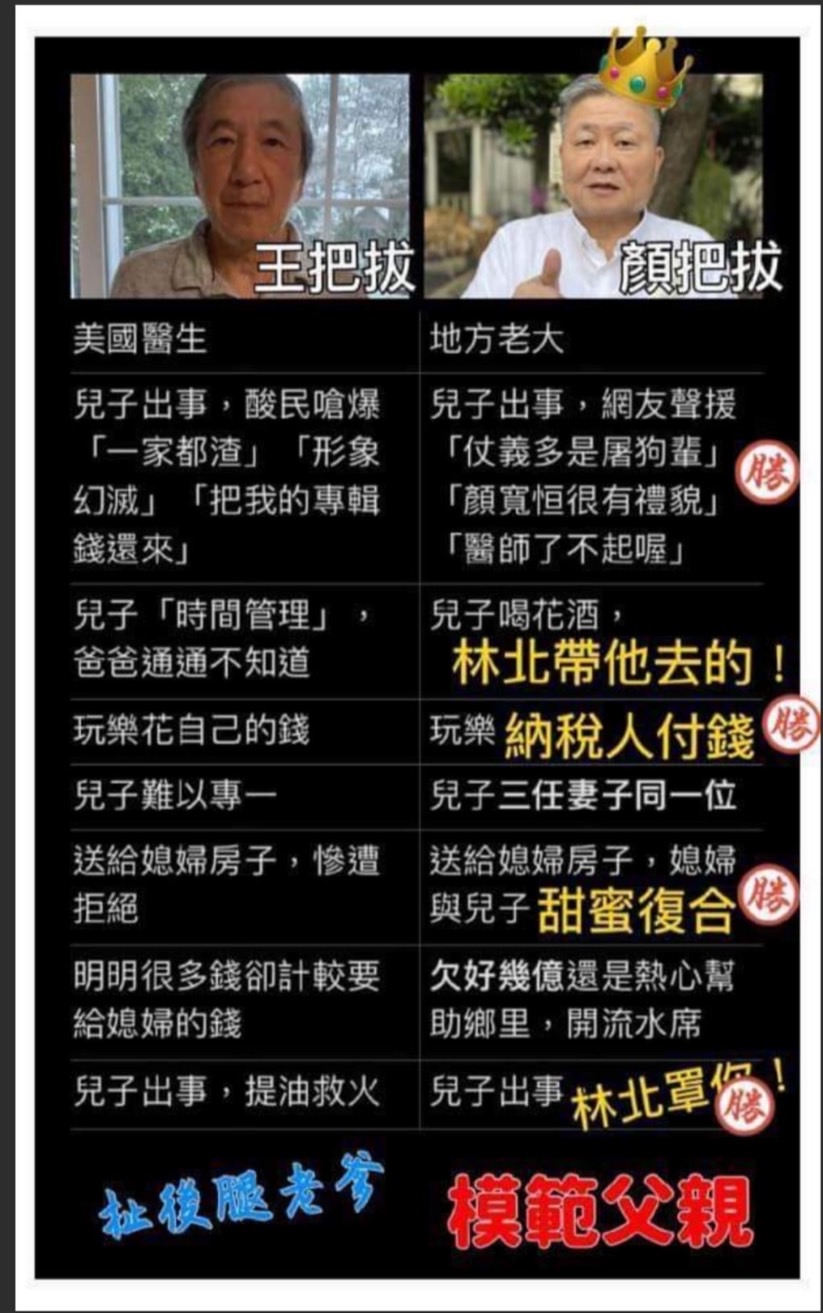 王把拔
顏把拔
美國醫生
地方老大
兒子出事，酸民嗆爆
「一家都渣」「形象
幻滅」「把我的專輯
錢還來」
兒子出事，網友聲援
「仗義多是屠狗輩」
「顏寬恒很有禮貌」
「醫師了不起喔」
勝
兒子「時間管理」，
爸爸通通不知道
兒子喝花酒，
林北帶他去的！
玩樂花自己的錢
玩樂 納稅人付錢
勝
兒子難以專一
兒子三任妻子同一位
送給媳婦房子，慘遭
拒絕
送給媳婦房子，媳婦
與兒子 甜蜜復合
勝
明明很多錢卻計較要
給媳婦的錢
欠好幾億還是熱心幫
助鄉里，開流水席
兒子出事，提油救火
兒子出事 林北罩你！
勝
扯後腿老爹
模範父親